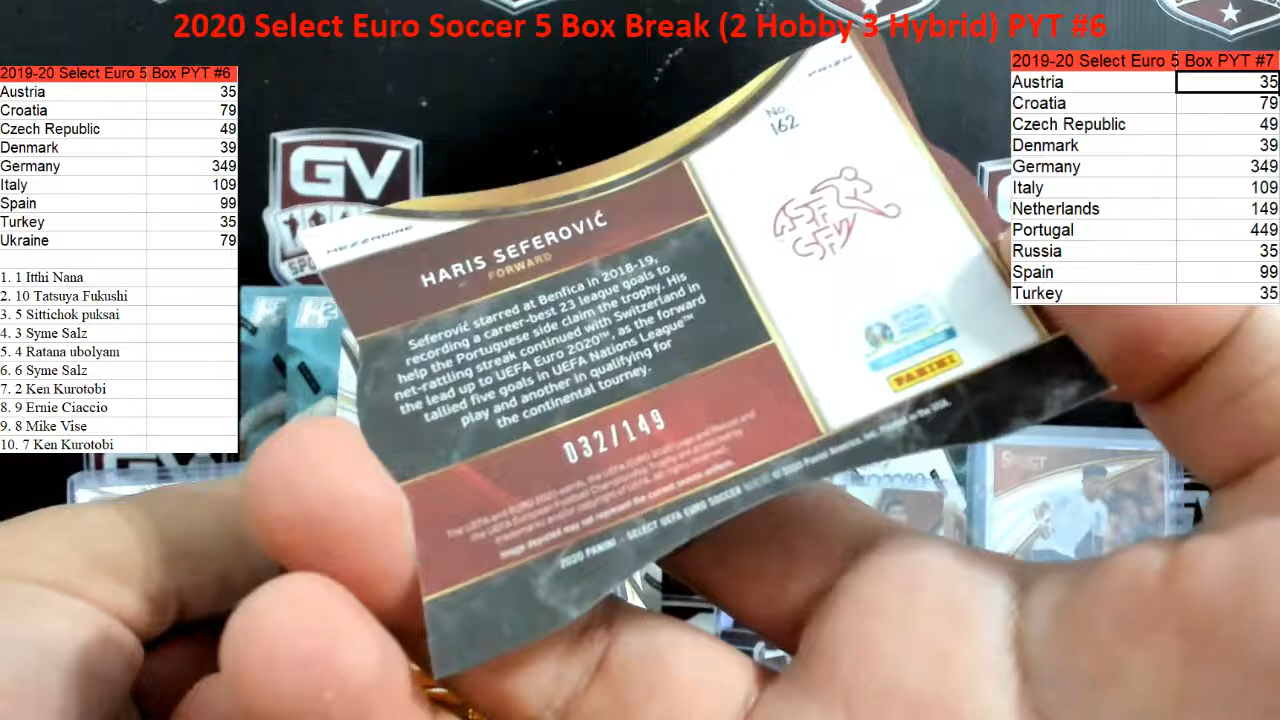 2020 Select Euro Soccer 5 Box Break (2 Hobby 3 Hybrid) PYT #6
2019-20 Select Euro 5 Box PYT #6
Austria 35
Croatia 79
Czech Republic 49
Denmark 39
Germany 349
Italy 109
Spain 99
Turkey 35
Ukraine 79
1. 1 Itthi Nana
2. 10 Tatsuya Fukushi
3. 5 Sittichok puksai
4. 3 Syme Salz
5. 4 Ratana ubolyam
6. 6 Syme Salz
7. 2 Ken Kurotobi
8. 9 Ernie Ciaccio
9. 8 Mike Vise
10. 7 Ken Kurotobi
2019-20 Select Euro 5 Box PYT #7
Austria 35
Croatia 79
Czech Republic 49
Denmark 39
Germany 349
Italy 109
Netherlands 149
Portugal 449
Russia 35
Spain 99
Turkey 35
GV
H2
PRIZM
No.
162
MEZZANINE
HARIS SEFEROVIĆ
FORWARD
Seferović starred at Benfica in 2018-19,
recording a career-best 23 league goals to
help the Portuguese side claim the trophy. His
net-rattling streak continued with Switzerland in
the lead up to UEFA Euro 2020™, as the forward
tallied five goals in UEFA Nations League™
play and another in qualifying for
the continental tourney.
032/149
ASF
SFV
PANINI
2020 PANINI - SELECT UEFA EURO SOCCER
SELECT